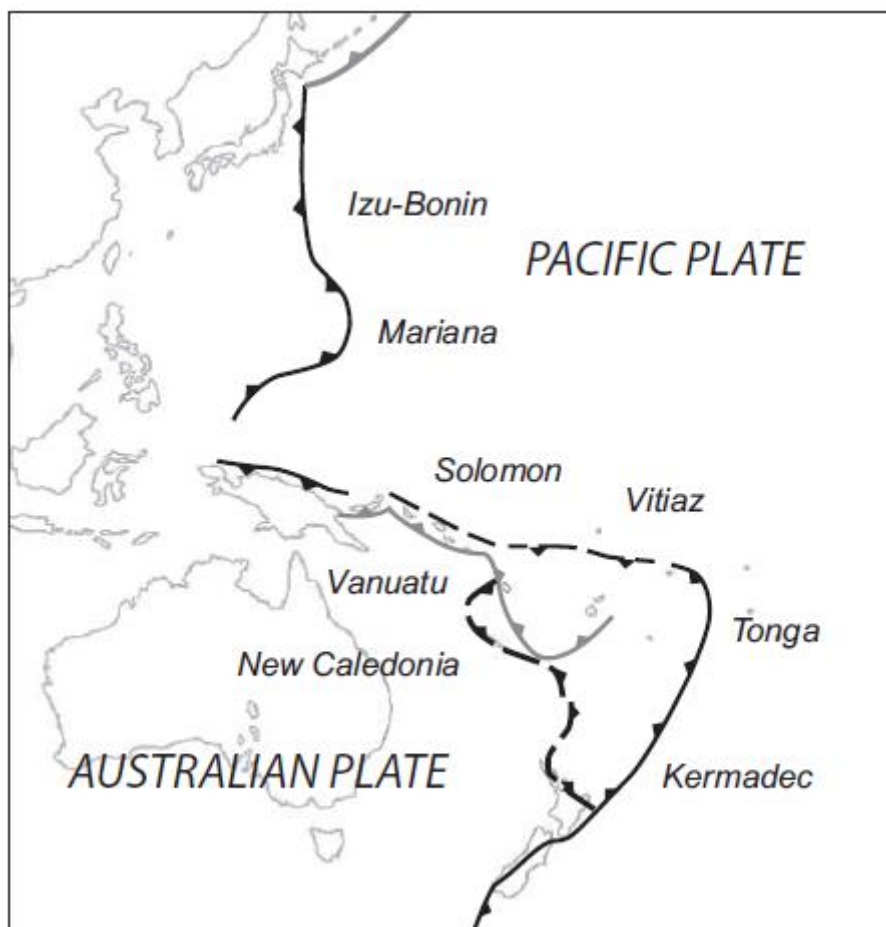 Izu-Bonin
PACIFIC PLATE
Mariana
Solomon
Vitiaz
Vanuatu
Tonga
New Caledonia
AUSTRALIAN PLATE
Kermadec